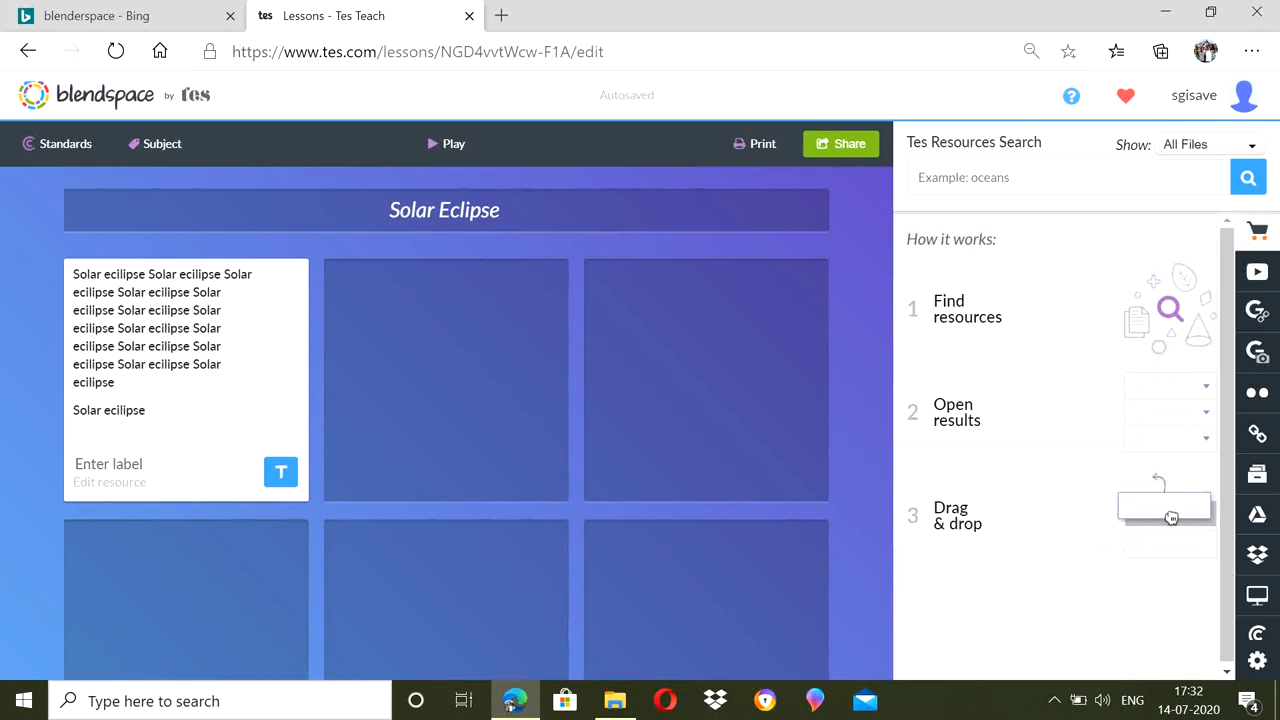 blenderspace - Bing
tes Lessons - Tes Teach
https://www.tes.com/lessons/NGD4vvtWcw-F1A/edit
blendspace by tes
Autosaved
sgisave
Standards
Subject
Play
Print
Share
Tes Resources Search
Show:
All Files
Example: oceans
Solar Eclipse
How it works:
Solar ecilipse Solar ecilipse Solar
ecilipse Solar ecilipse Solar
ecilipse Solar ecilipse Solar
ecilipse Solar ecilipse Solar
ecilipse Solar ecilipse Solar
ecilipse Solar ecilipse Solar
ecilipse
Solar ecilipse
Enter label
Edit resource
T
1 Find
resources
2 Open
results
3 Drag
& drop
Type here to search
ENG
17:32
14-07-2020
4